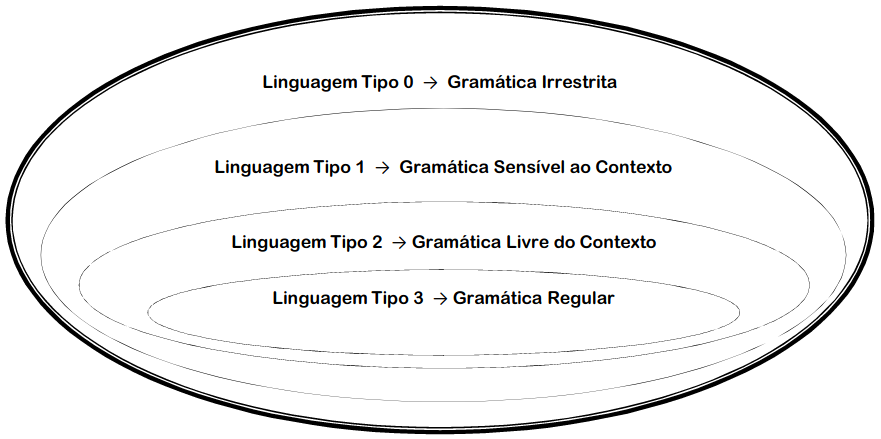 Linguagem Tipo 0 → Gramática Irrestrita
Linguagem Tipo 1 → Gramática Sensível ao Contexto
Linguagem Tipo 2 → Gramática Livre do Contexto
Linguagem Tipo 3 → Gramática Regular